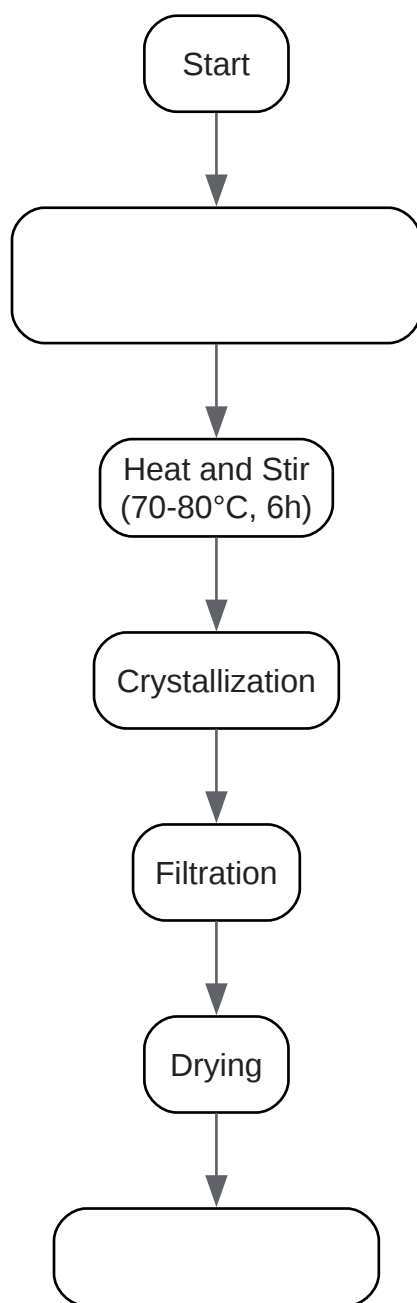 Start
Heat and Stir
(70-80°C, 6h)
Crystallization
Filtration
Drying